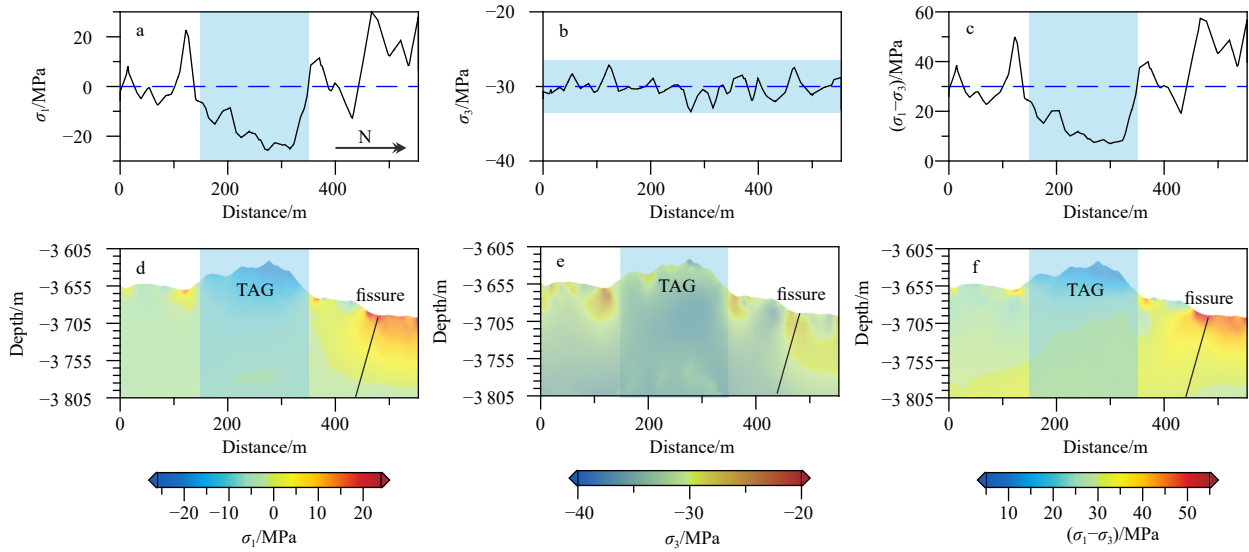 a
20
0
−20
σ₁/MPa
N
0
200
400
Distance/m
b
−20
−30
−40
σ₃/MPa
0
200
400
Distance/m
c
60
40
20
0
(σ₁−σ₃)/MPa
0
200
400
Distance/m
d
−3 605
−3 655
−3 705
−3 755
−3 805
Depth/m
TAG
fissure
0
200
400
Distance/m
e
−3 605
−3 655
−3 705
−3 755
−3 805
Depth/m
TAG
fissure
0
200
400
Distance/m
f
−3 605
−3 655
−3 705
−3 755
−3 805
Depth/m
TAG
fissure
0
200
400
Distance/m
−20 −10 0 10 20
σ₁/MPa
−40 −30 −20
σ₃/MPa
10 20 30 40 50
(σ₁−σ₃)/MPa